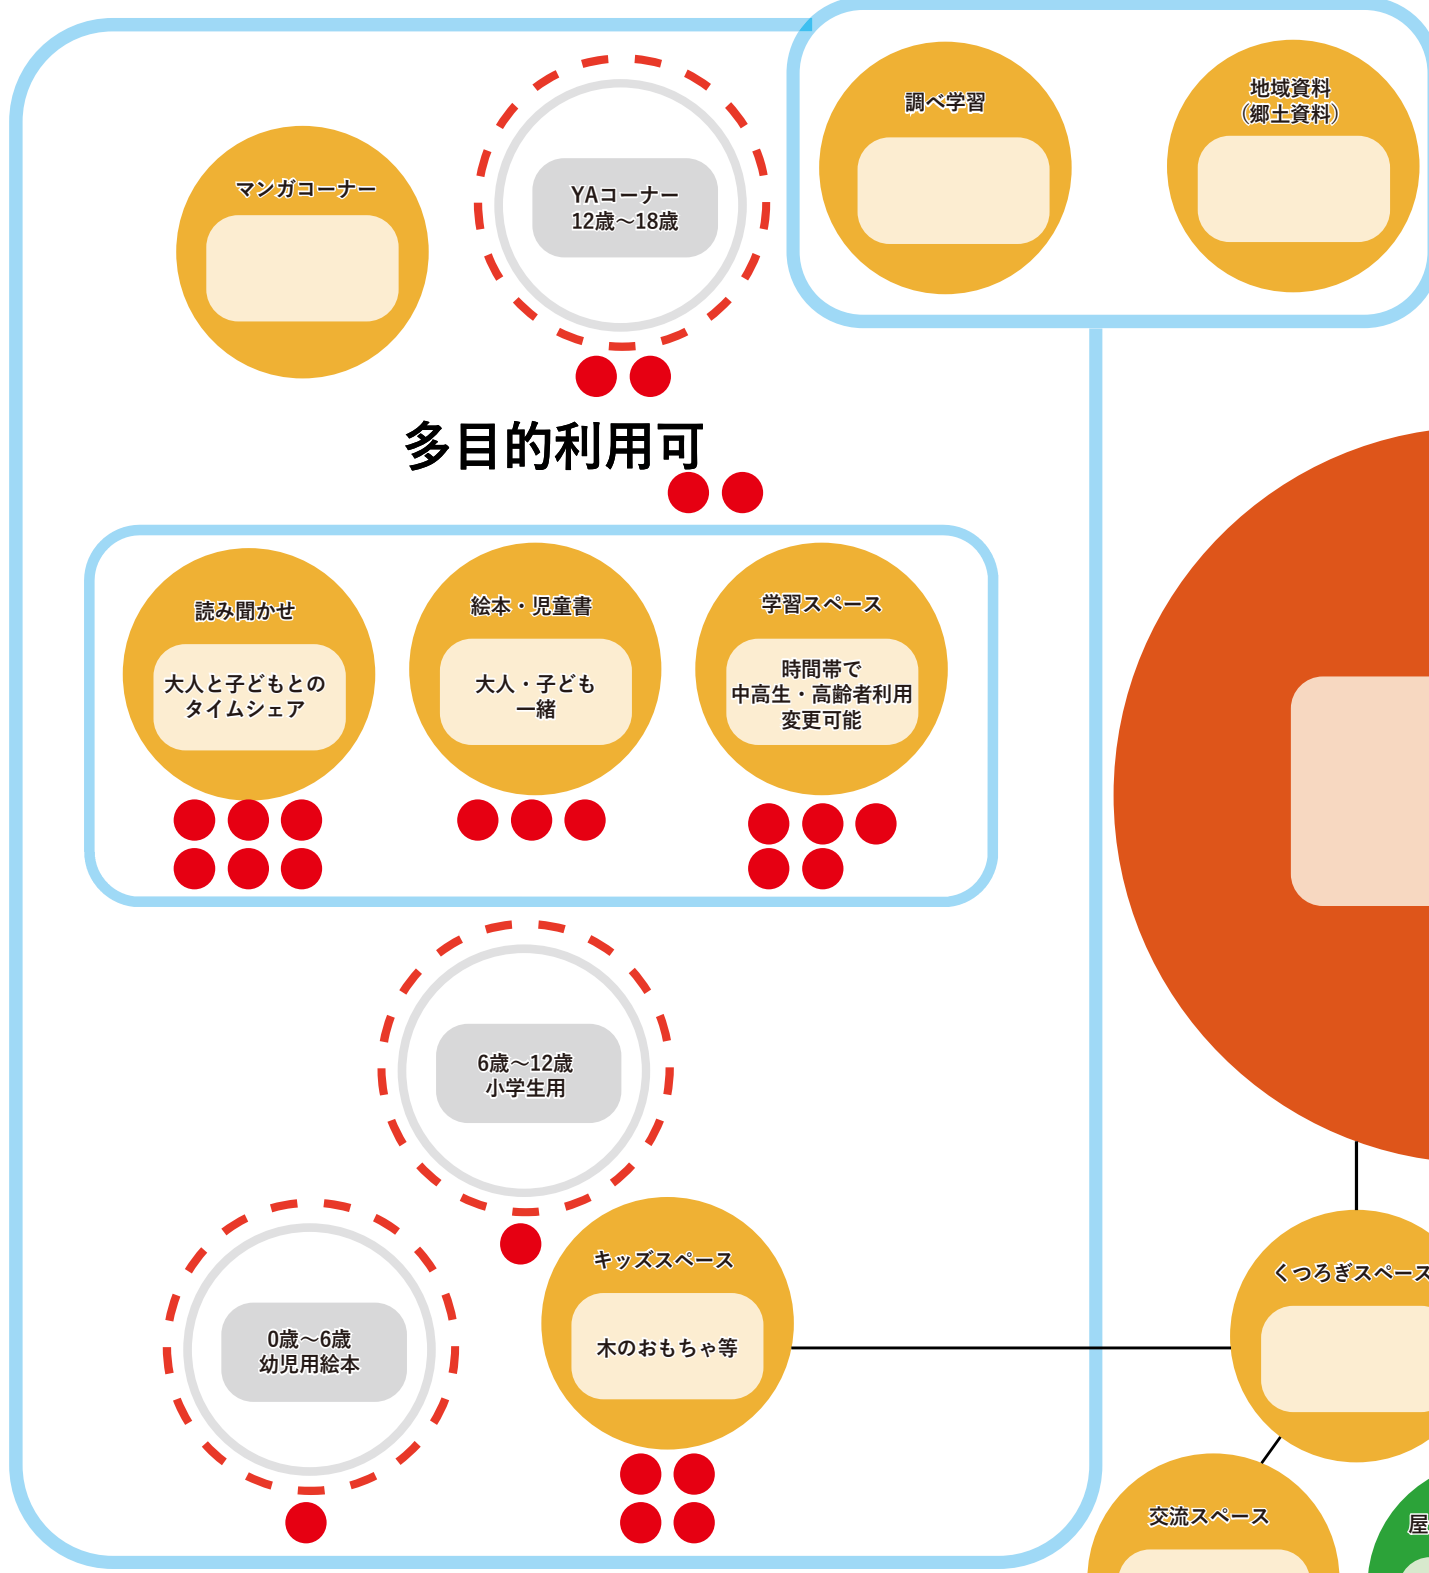 調べ学習
地域資料
（郷土資料）
マンガコーナー
YAコーナー
12歳～18歳
多目的利用可
読み聞かせ
大人と子どもとの
タイムシェア
絵本・児童書
大人・子ども
一緒
学習スペース
時間帯で
中高生・高齢者利用
変更可能
6歳～12歳
小学生用
0歳～6歳
幼児用絵本
キッズスペース
木のおもちゃ等
くつろぎスペース
交流スペース
屋